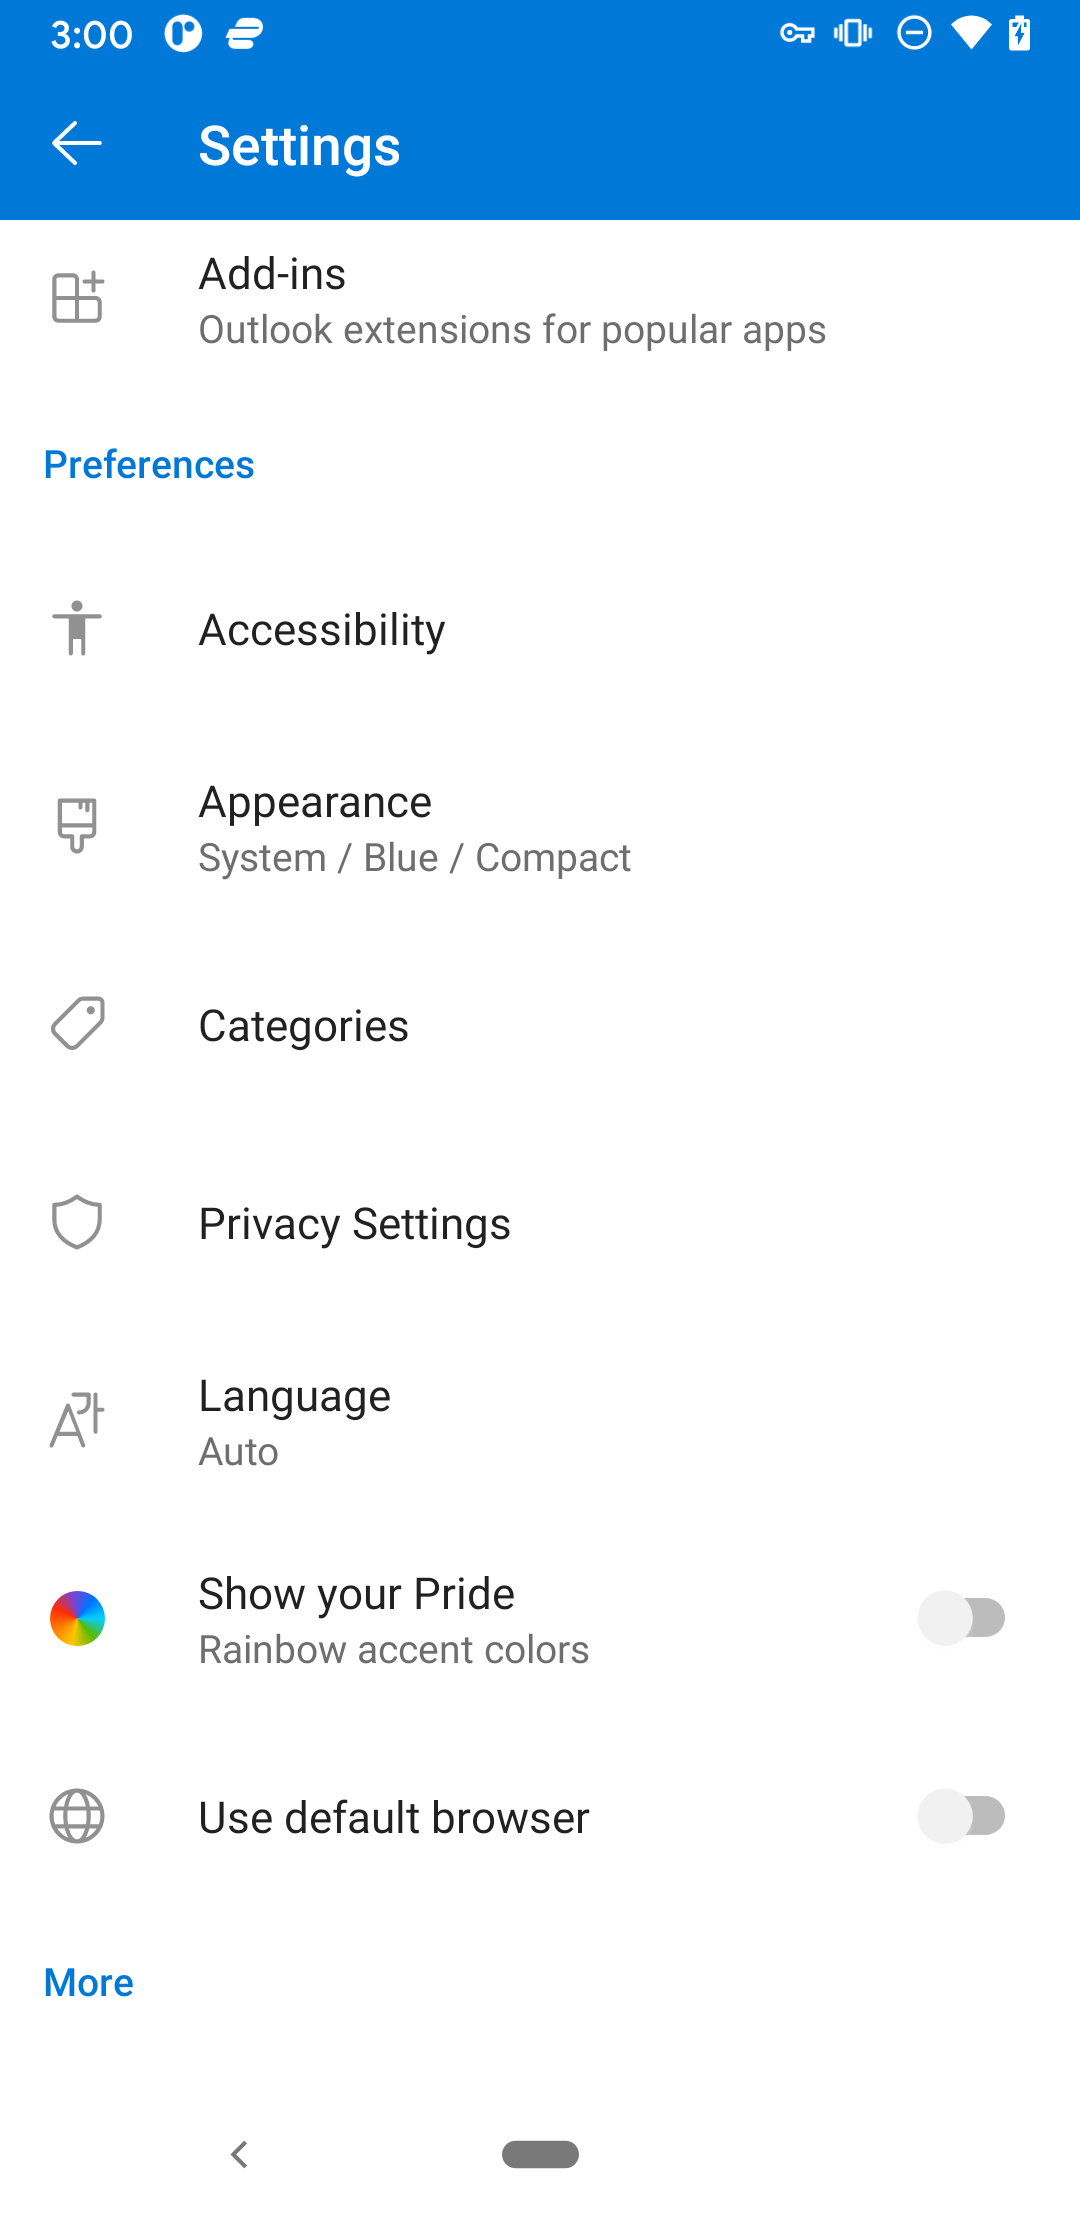 3:00
Settings
Add-ins
Outlook extensions for popular apps
Preferences
Accessibility
Appearance
System / Blue / Compact
Categories
Privacy Settings
Language
Auto
Show your Pride
Rainbow accent colors
Use default browser
More